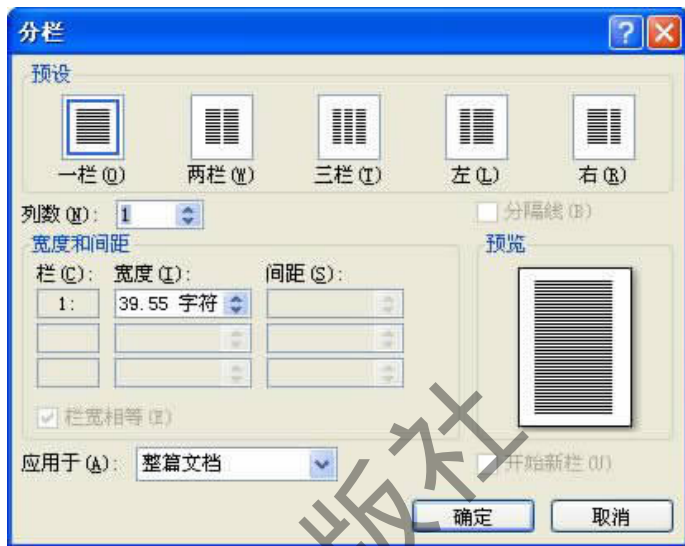 分栏
预设
一栏(O) 两栏(W) 三栏(T) 左(L) 右(R)
列数(N): 1 分隔线(B)
宽度和间距 预览
栏(C): 宽度(I): 间距(S):
1: 39.55 字符
栏宽相等(E)
应用于(A): 整篇文档 开始新栏(U)
确定 取消
版社